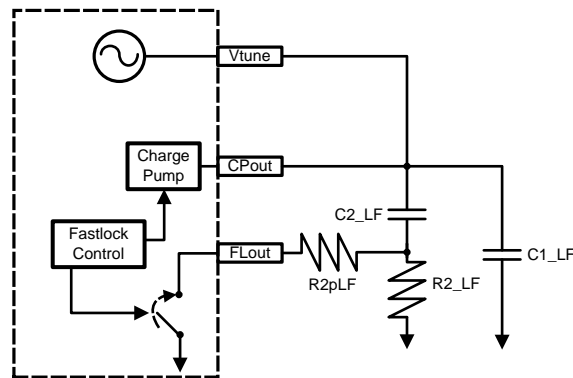 Vtune
Charge
Pump
CPout
C2_LF
Fastlock
Control
FLout
C1_LF
R2pLF
R2_LF